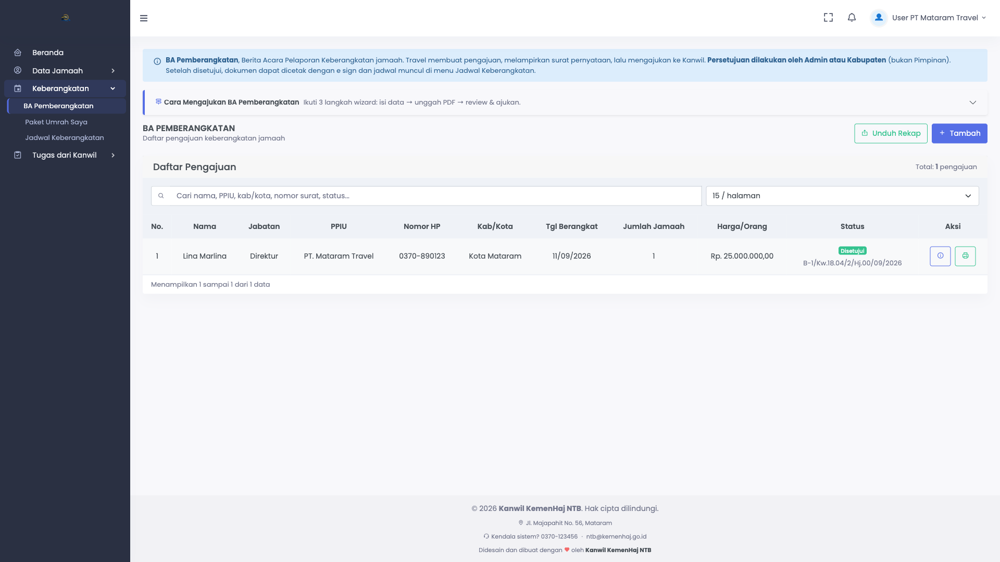 User PT Mataram Travel
Beranda
Data Jamaah
Keberangkatan
BA Pemberangkatan
Paket Umrah Saya
Jadwal Keberangkatan
Tugas dari Kanwil
BA Pemberangkatan, Berita Acara Pelaporan Keberangkatan jamaah. Travel membuat pengajuan, melampirkan surat pernyataan, lalu mengajukan ke Kanwil. Persetujuan dilakukan oleh Admin atau Kabupaten (bukan Pimpinan).
Setelah disetujui, dokumen dapat dicetak dengan e sign dan jadwal muncul di menu Jadwal Keberangkatan.
Cara Mengajukan BA Pemberangkatan Ikuti 3 langkah wizard: isi data → unggah PDF → review & ajukan.
BA PEMBERANGKATAN
Daftar pengajuan keberangkatan jamaah
Unduh Rekap
+ Tambah
Daftar Pengajuan
Total: 1 pengajuan
Cari nama, PPIU, kab/kota, nomor surat, status...
15 / halaman
No. Nama Jabatan PPIU Nomor HP Kab/Kota Tgl Berangkat Jumlah Jamaah Harga/Orang Status Aksi
1 Lina Marlina Direktur PT. Mataram Travel 0370-890123 Kota Mataram 11/09/2026 1 Rp. 25.000.000,00 Disetujui
B-1/Kw.18.04/2/Hj.00/09/2026
Menampilkan 1 sampai 1 dari 1 data
© 2026 Kanwil KemenHaj NTB. Hak cipta dilindungi.
Jl. Majapahit No. 56, Mataram
Kendala sistem? 0370-123456 · ntb@kemenhaj.go.id
Didesain dan dibuat dengan ❤ oleh Kanwil KemenHaj NTB